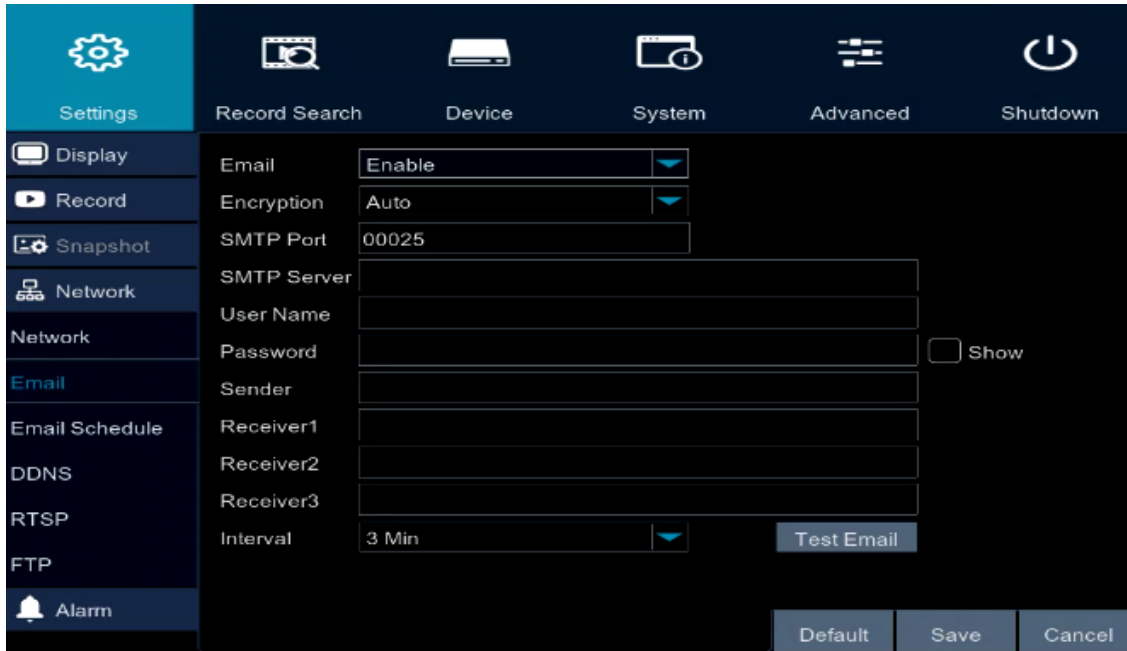 Settings Record Search Device System Advanced Shutdown
Display
Record
Snapshot
Network
Network
Email
Email Schedule
DDNS
RTSP
FTP
Alarm
Email Enable
Encryption Auto
SMTP Port 00025
SMTP Server
User Name
Password Show
Sender
Receiver1
Receiver2
Receiver3
Interval 3 Min Test Email
Default Save Cancel